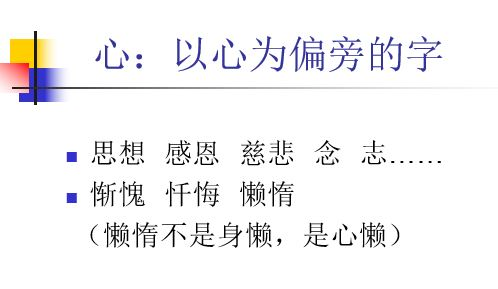 心：以心为偏旁的字
思想 感恩 慈悲 念 志……
惭愧 忏悔 懒惰
（懒惰不是身懒，是心懒）